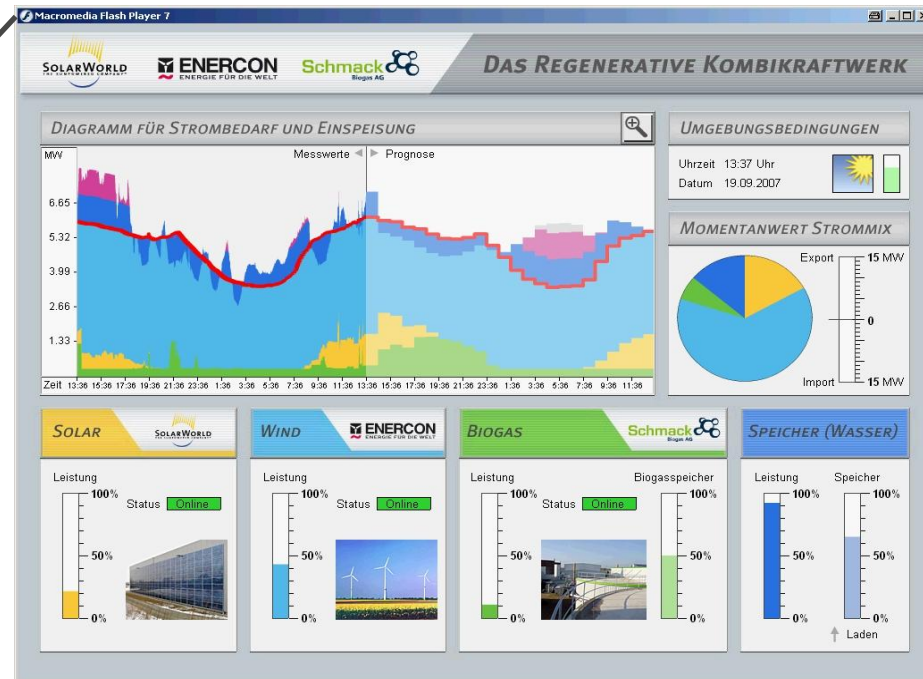 Macromedia Flash Player 7
SOLARWORLD
THE SUNPOWERED COMPANY
ENERCON
ENERGIE FÜR DIE WELT
Schmack
Biogas AG
DAS REGENERATIVE KOMBIKRAFTWERK
DIAGRAMM FÜR STROMBEDARF UND EINSPEISUNG
MW
Messwerte
Prognose
6.65
5.32
3.99
2.66
1.33
Zeit 13:36 15:36 17:36 19:36 21:36 23:36 1:36 3:36 5:36 7:36 9:36 11:36 13:36 15:36 17:36 19:36 21:36 23:36 1:36 3:36 5:36 7:36 9:36 11:36
UMGEBUNGSBEDINGUNGEN
Uhrzeit 13:37 Uhr
Datum 19.09.2007
MOMENTANWERT STROMMIX
Export 15 MW
0
Import 15 MW
SOLAR
SOLARWORLD
THE SUNPOWERED COMPANY
Leistung
100%
Status Online
50%
0%
WIND
ENERCON
ENERGIE FÜR DIE WELT
Leistung
100%
Status Online
50%
0%
BIOGAS
Schmack
Biogas AG
Leistung
Biogasspeicher
100%
Status Online
100%
50%
50%
0%
0%
SPEICHER (WASSER)
Leistung
Speicher
100%
100%
50%
50%
0%
0%
Laden